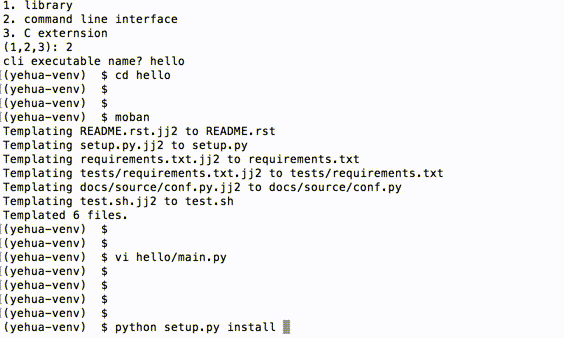 1. library
2. command line interface
3. C externsion
(1,2,3): 2
cli executable name? hello
(yehua-venv) $ cd hello
(yehua-venv) $
(yehua-venv) $
(yehua-venv) $ moban
Templating README.rst.jj2 to README.rst
Templating setup.py.jj2 to setup.py
Templating requirements.txt.jj2 to requirements.txt
Templating tests/requirements.txt.jj2 to tests/requirements.txt
Templating docs/source/conf.py.jj2 to docs/source/conf.py
Templating test.sh.jj2 to test.sh
Templated 6 files.
(yehua-venv) $
(yehua-venv) $
(yehua-venv) $ vi hello/main.py
(yehua-venv) $
(yehua-venv) $
(yehua-venv) $
(yehua-venv) $
(yehua-venv) $ python setup.py install